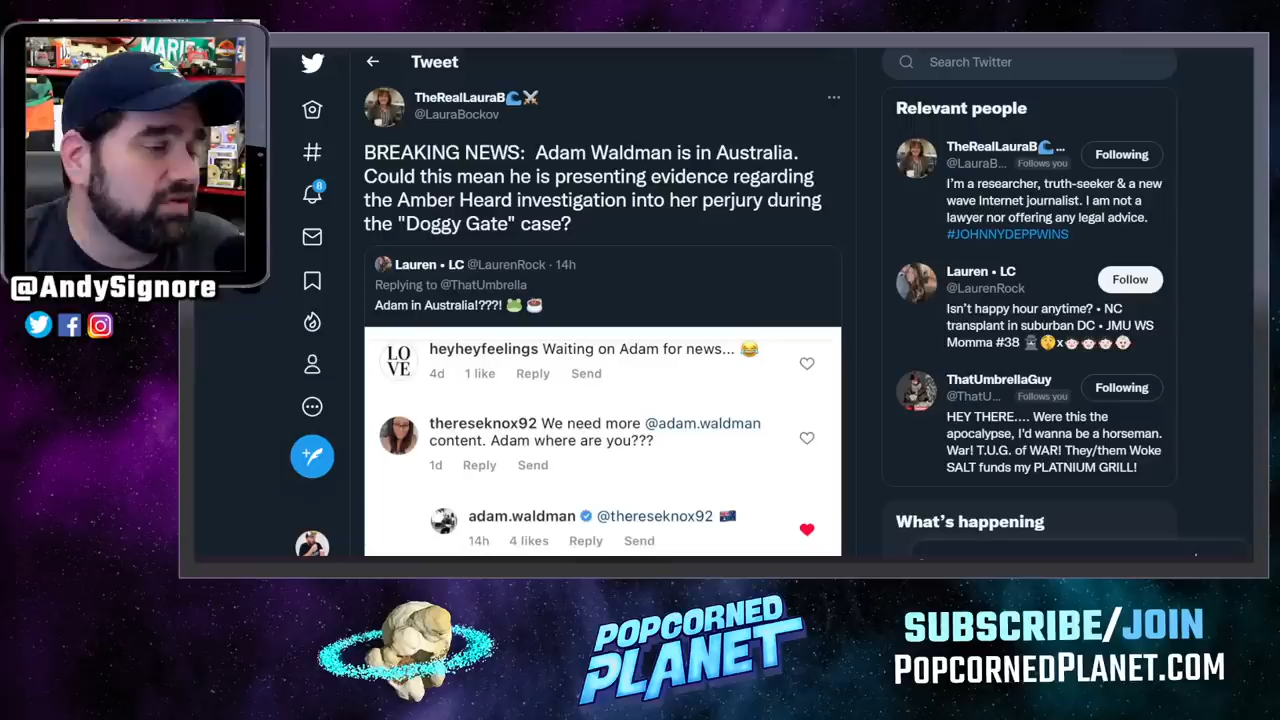 MARIE
@AndySignore
Tweet
TheRealLauraB🌊⚔️
@LauraBockov
BREAKING NEWS:  Adam Waldman is in Australia.
Could this mean he is presenting evidence regarding
the Amber Heard investigation into her perjury during
the "Doggy Gate" case?
Lauren • LC @LaurenRock · 14h
Replying to @ThatUmbrella
Adam in Australia!???! 🐸 ☕
heyheyfeelings Waiting on Adam for news... 😂
LO
VE
4d 1 like Reply Send
thereseknox92 We need more @adam.waldman
content. Adam where are you???
1d Reply Send
adam.waldman @thereseknox92 🇦🇺
14h 4 likes Reply Send
8
Search Twitter
Relevant people
TheRealLauraB🌊...
@LauraB... Follows you
Following
I'm a researcher, truth-seeker & a new
wave Internet journalist. I am not a
lawyer nor offering any legal advice.
#JOHNNYDEPPWINS
Lauren • LC
@LaurenRock
Follow
Isn't happy hour anytime? • NC
transplant in suburban DC • JMU WS
Momma #38
ThatUmbrellaGuy
@ThatU... Follows you
Following
HEY THERE.... Were this the
apocalypse, I'd wanna be a horseman.
War! T.U.G. of WAR! They/them Woke
SALT funds my PLATNIUM GRILL!
What's happening
POPCORNED
PLANET
SUBSCRIBE/JOIN
POPCORNEDPLANET.COM